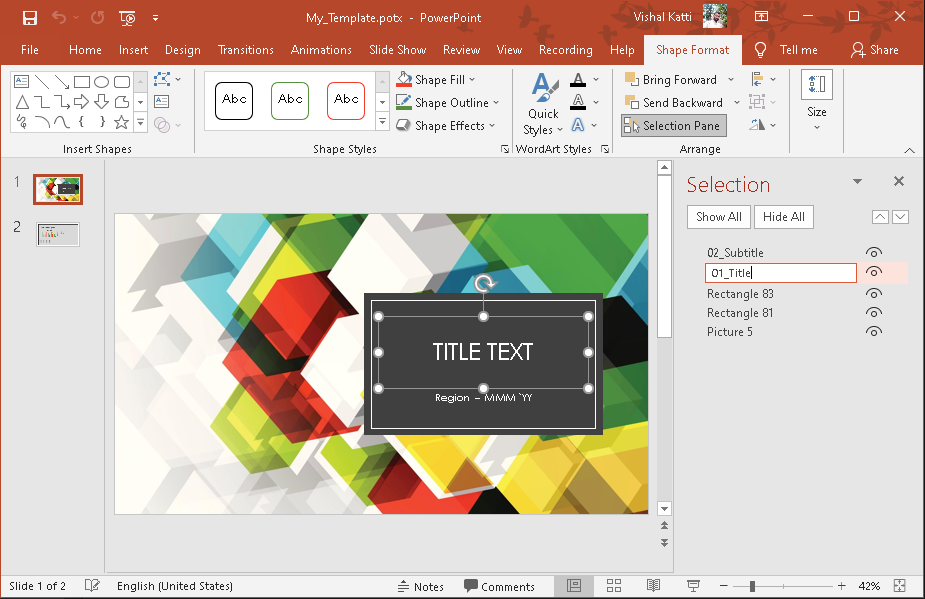 My_Template.potx - PowerPoint
Vishal Katti
File Home Insert Design Transitions Animations Slide Show Review View Recording Help Shape Format Tell me Share
Abc Abc Abc
Shape Fill
Shape Outline
Shape Effects
Quick
Styles
Bring Forward
Send Backward
Selection Pane
Size
Insert Shapes Shape Styles WordArt Styles Arrange
1
2
TITLE TEXT
Region – MMM `YY
Selection
Show All Hide All
02_Subtitle
01_Title
Rectangle 83
Rectangle 81
Picture 5
Slide 1 of 2 English (United States) Notes Comments 42%